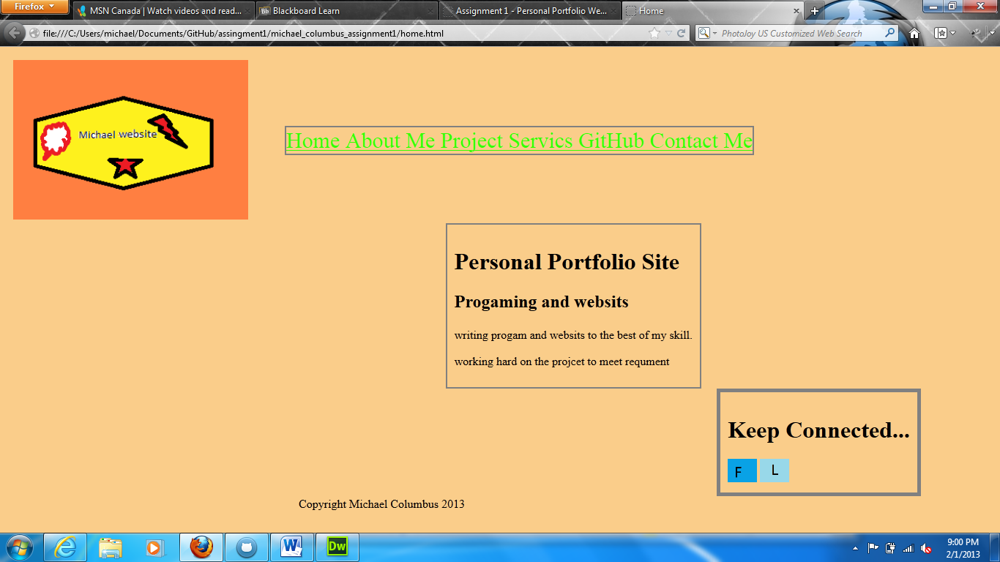 Firefox
MSN Canada | Watch videos and read...
Bb Blackboard Learn
Assignment 1 - Personal Portfolio We...
Home
file:///C:/Users/michael/Documents/GitHub/assingment1/michael_columbus_assignment1/home.html
PhotoJoy US Customized Web Search
Michael website
Home About Me Project Servics GitHub Contact Me
Personal Portfolio Site
Progaming and websits
writing progam and websits to the best of my skill.
working hard on the projcet to meet requment
Keep Connected...
F L
Copyright Michael Columbus 2013
W Dw
9:00 PM
2/1/2013